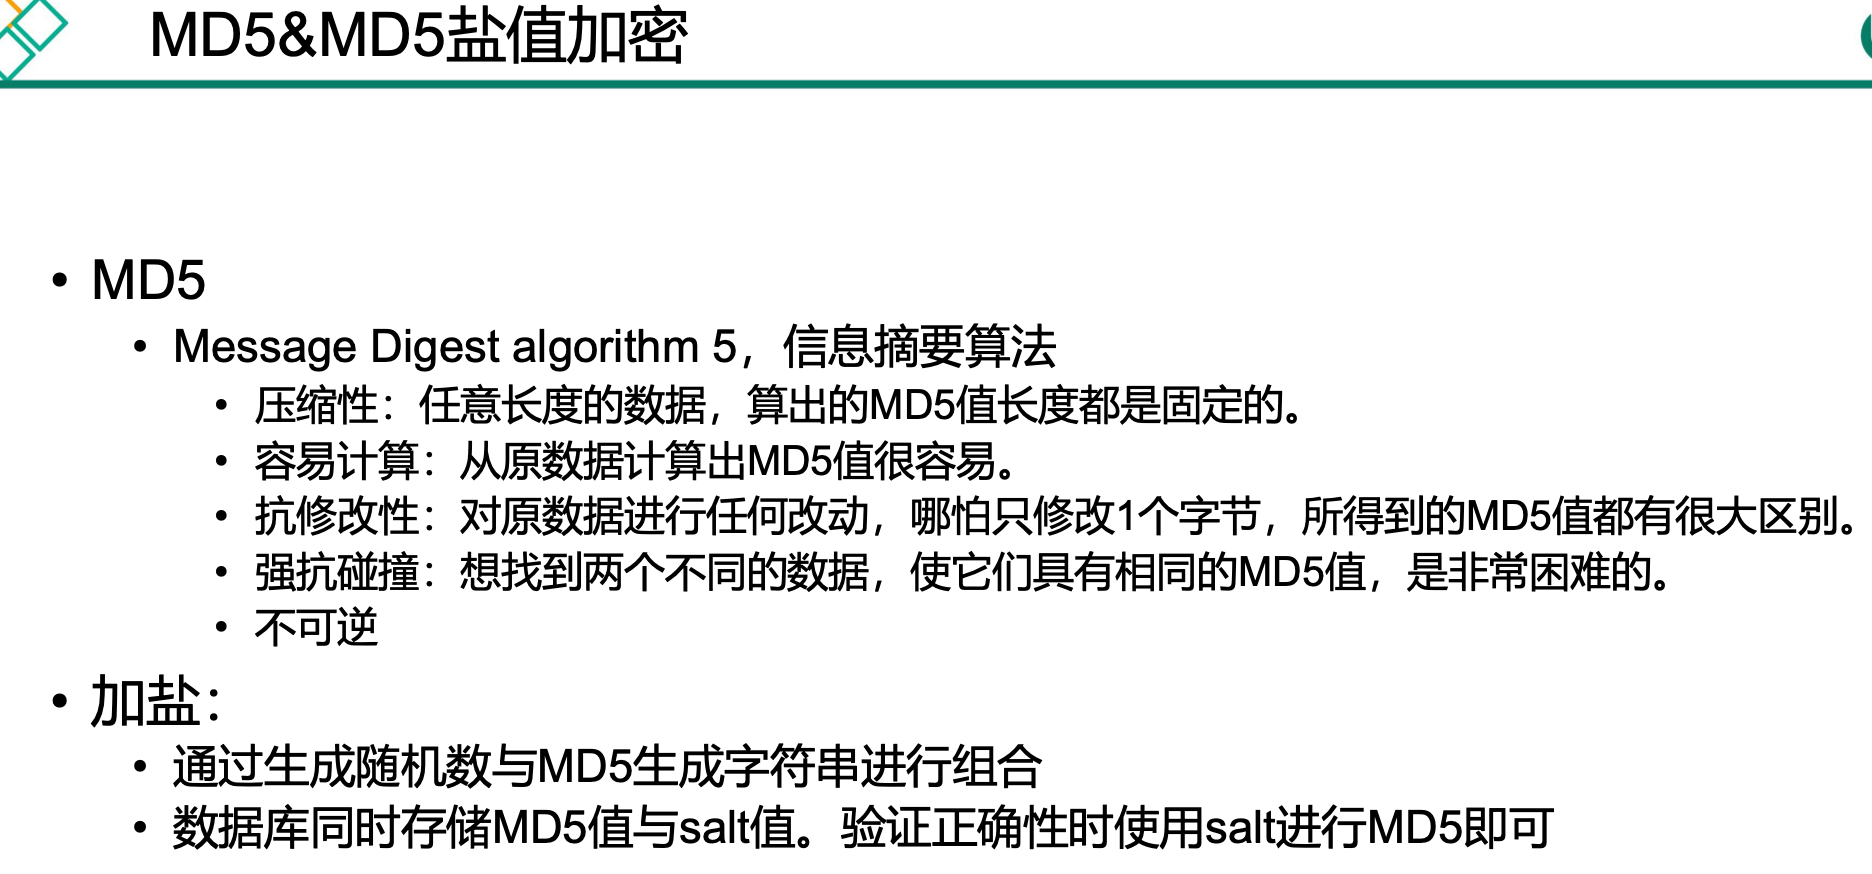 MD5&MD5盐值加密
• MD5
• Message Digest algorithm 5，信息摘要算法
• 压缩性：任意长度的数据，算出的MD5值长度都是固定的。
• 容易计算：从原数据计算出MD5值很容易。
• 抗修改性：对原数据进行任何改动，哪怕只修改1个字节，所得到的MD5值都有很大区别。
• 强抗碰撞：想找到两个不同的数据，使它们具有相同的MD5值，是非常困难的。
• 不可逆
• 加盐：
• 通过生成随机数与MD5生成字符串进行组合
• 数据库同时存储MD5值与salt值。验证正确性时使用salt进行MD5即可